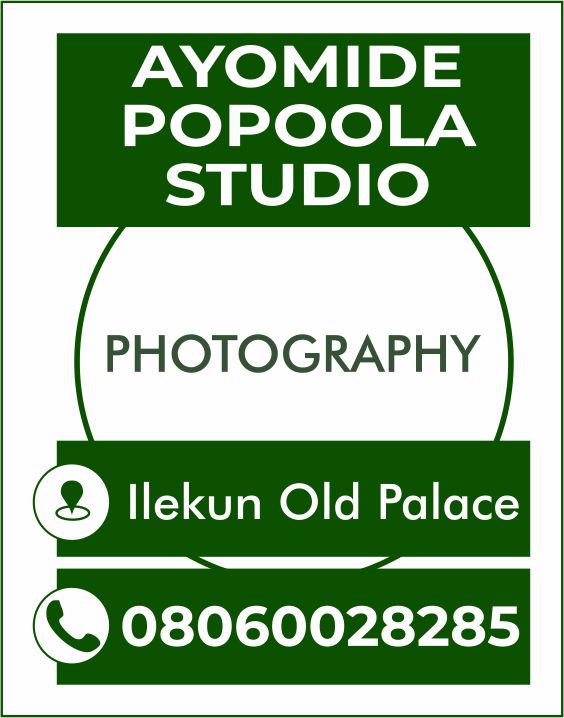 AYOMIDE
POPOOLA
STUDIO
PHOTOGRAPHY
Ilekun Old Palace
08060028285